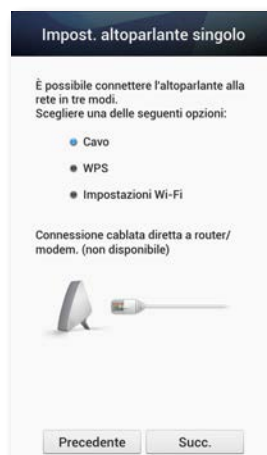 Impost. altoparlante singolo
È possibile connettere l'altoparlante alla
rete in tre modi.
Scegliere una delle seguenti opzioni:
Cavo
WPS
Impostazioni Wi-Fi
Connessione cablata diretta a router/
modem. (non disponibile)
Precedente
Succ.